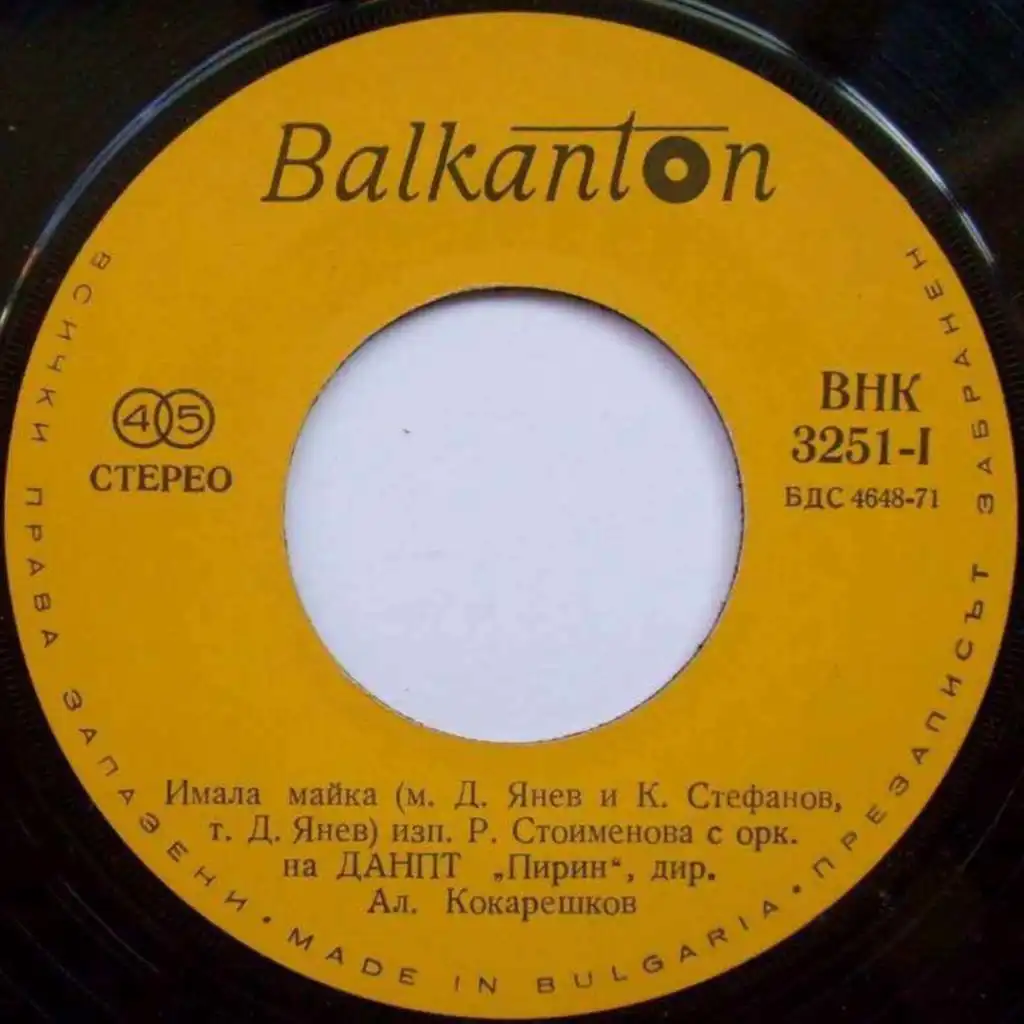 Balkanton
45
СТЕРЕО
ВНК
3251-I
БДС 4648-71
Имала майка (м. Д. Янев и К. Стефанов,
т. Д. Янев) изп. Р. Стоименова с орк.
на ДАНПТ „Пирин“, дир.
Ал. Кокарешков
ВСИЧКИ ПРАВА ЗАПАЗЕНИ • MADE IN BULGARIA • ПРЕЗАПИСЪТ ЗАБРАНЕН